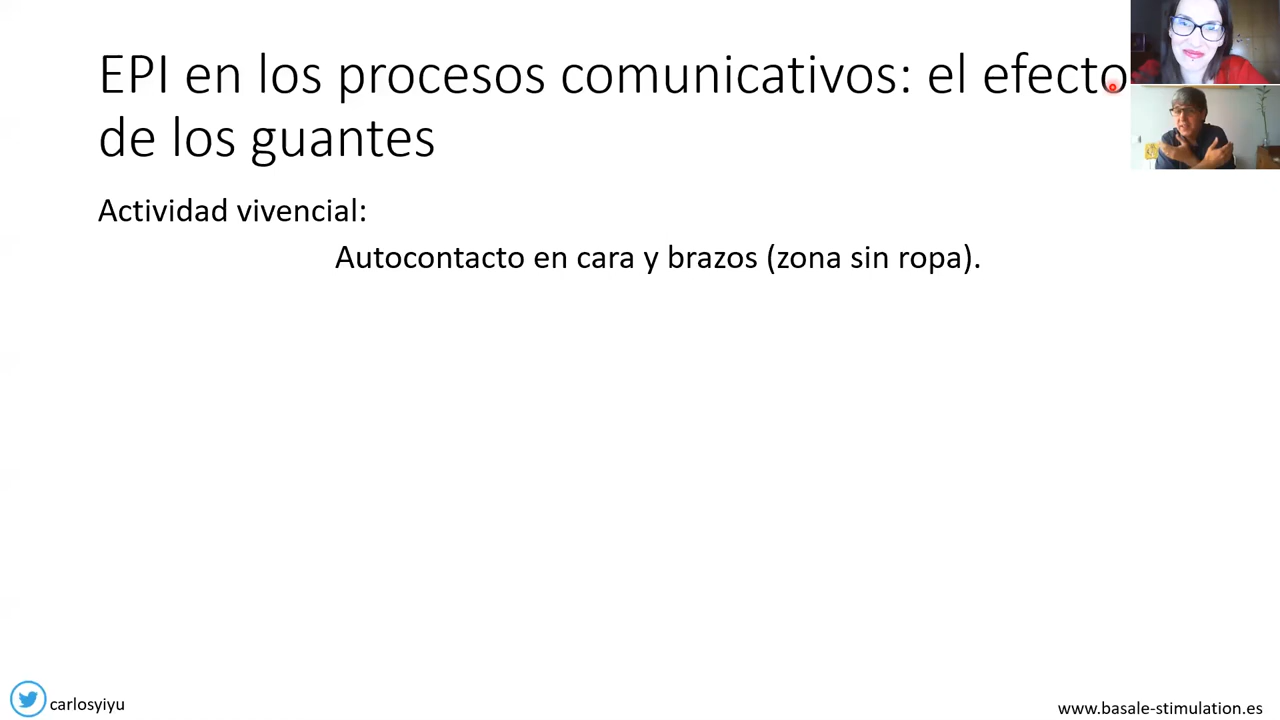 EPI en los procesos comunicativos: el efecto
de los guantes
Actividad vivencial:
Autocontacto en cara y brazos (zona sin ropa).
carlosyiyu
www.basale-stimulation.es